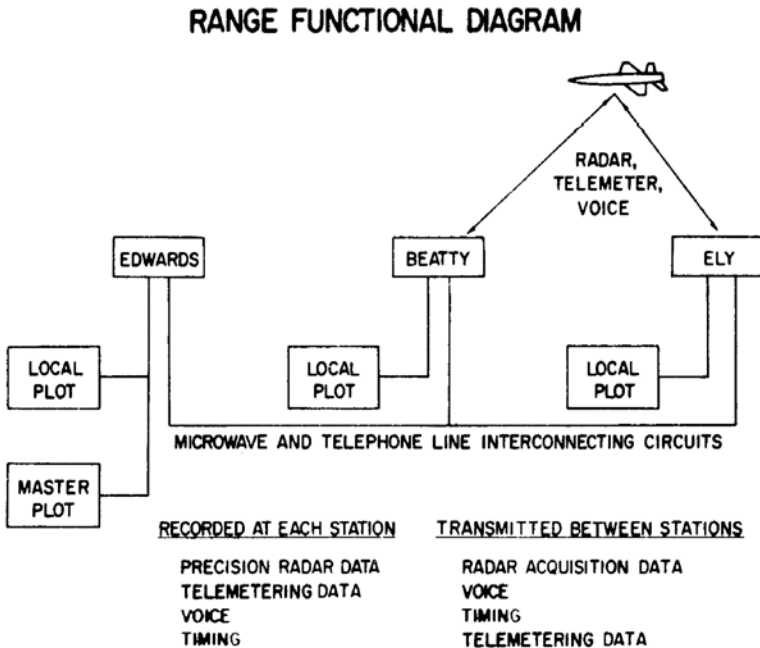 RANGE FUNCTIONAL DIAGRAM
RADAR,
TELEMETER,
VOICE
EDWARDS
BEATTY
ELY
LOCAL
PLOT
LOCAL
PLOT
LOCAL
PLOT
MICROWAVE AND TELEPHONE LINE INTERCONNECTING CIRCUITS
MASTER
PLOT
RECORDED AT EACH STATION
PRECISION RADAR DATA
TELEMETERING DATA
VOICE
TIMING
TRANSMITTED BETWEEN STATIONS
RADAR ACQUISITION DATA
VOICE
TIMING
TELEMETERING DATA